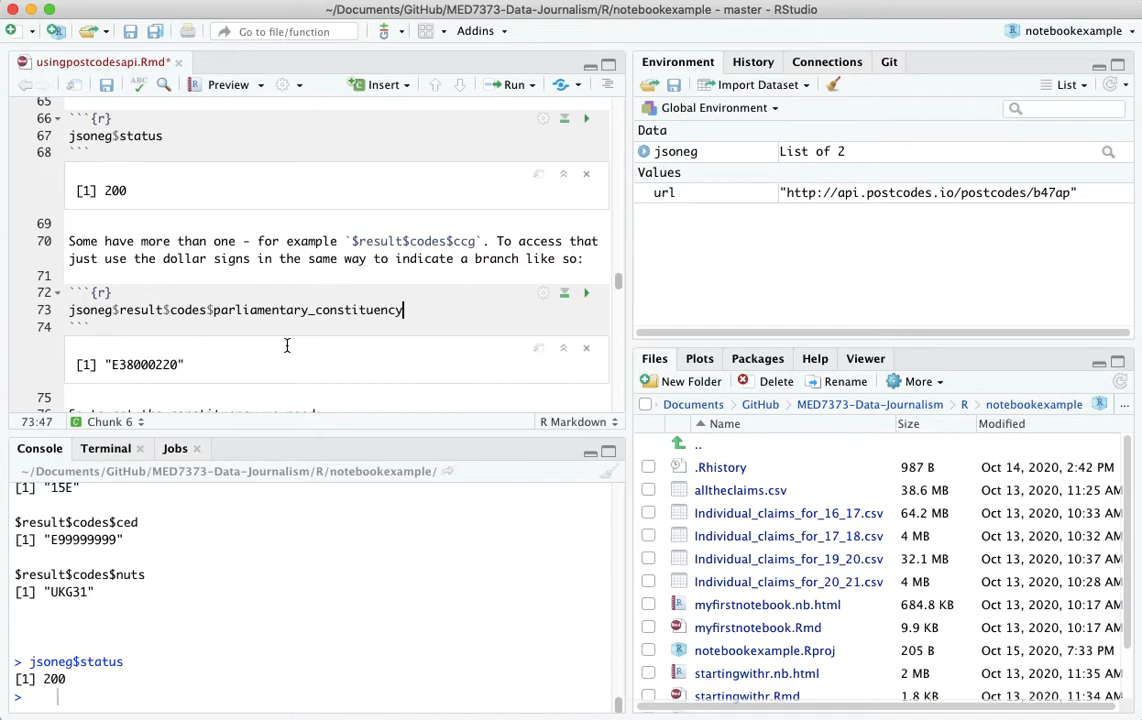 ~/Documents/GitHub/MED7373-Data-Journalism/R/notebookexample - master - RStudio
Go to file/function
Addins
notebookexample
usingpostcodesapi.Rmd*
Preview
Insert
Run
65
66 ```{r}
67 jsoneg$status
68 ```
[1] 200
69
70 Some have more than one - for example `$result$codes$ccg`. To access that
just use the dollar signs in the same way to indicate a branch like so:
71
72 ```{r}
73 jsoneg$result$codes$parliamentary_constituency
74 ```
[1] "E38000220"
75
73:47 Chunk 6 R Markdown
Console Terminal Jobs
~/Documents/GitHub/MED7373-Data-Journalism/R/notebookexample/
[1] "15E"
$result$codes$ced
[1] "E99999999"
$result$codes$nuts
[1] "UKG31"
> jsoneg$status
[1] 200
>
Environment History Connections Git
Import Dataset
List
Global Environment
Data
jsoneg List of 2
Values
url "http://api.postcodes.io/postcodes/b47ap"
Files Plots Packages Help Viewer
New Folder Delete Rename More
Documents GitHub MED7373-Data-Journalism R notebookexample ...
Name Size Modified
..
.Rhistory 987 B Oct 14, 2020, 2:42 PM
alltheclaims.csv 38.6 MB Oct 13, 2020, 11:25 AM
Individual_claims_for_16_17.csv 64.2 MB Oct 13, 2020, 10:33 AM
Individual_claims_for_17_18.csv 4 MB Oct 13, 2020, 10:32 AM
Individual_claims_for_19_20.csv 32.1 MB Oct 13, 2020, 10:37 AM
Individual_claims_for_20_21.csv 4 MB Oct 13, 2020, 10:28 AM
myfirstnotebook.nb.html 684.8 KB Oct 13, 2020, 10:17 AM
myfirstnotebook.Rmd 9.9 KB Oct 13, 2020, 10:17 AM
notebookexample.Rproj 205 B Oct 15, 2020, 7:33 PM
startingwithr.nb.html 2 MB Oct 13, 2020, 11:35 AM
startingwithr.Rmd 1.8 KB Oct 13, 2020, 11:34 AM